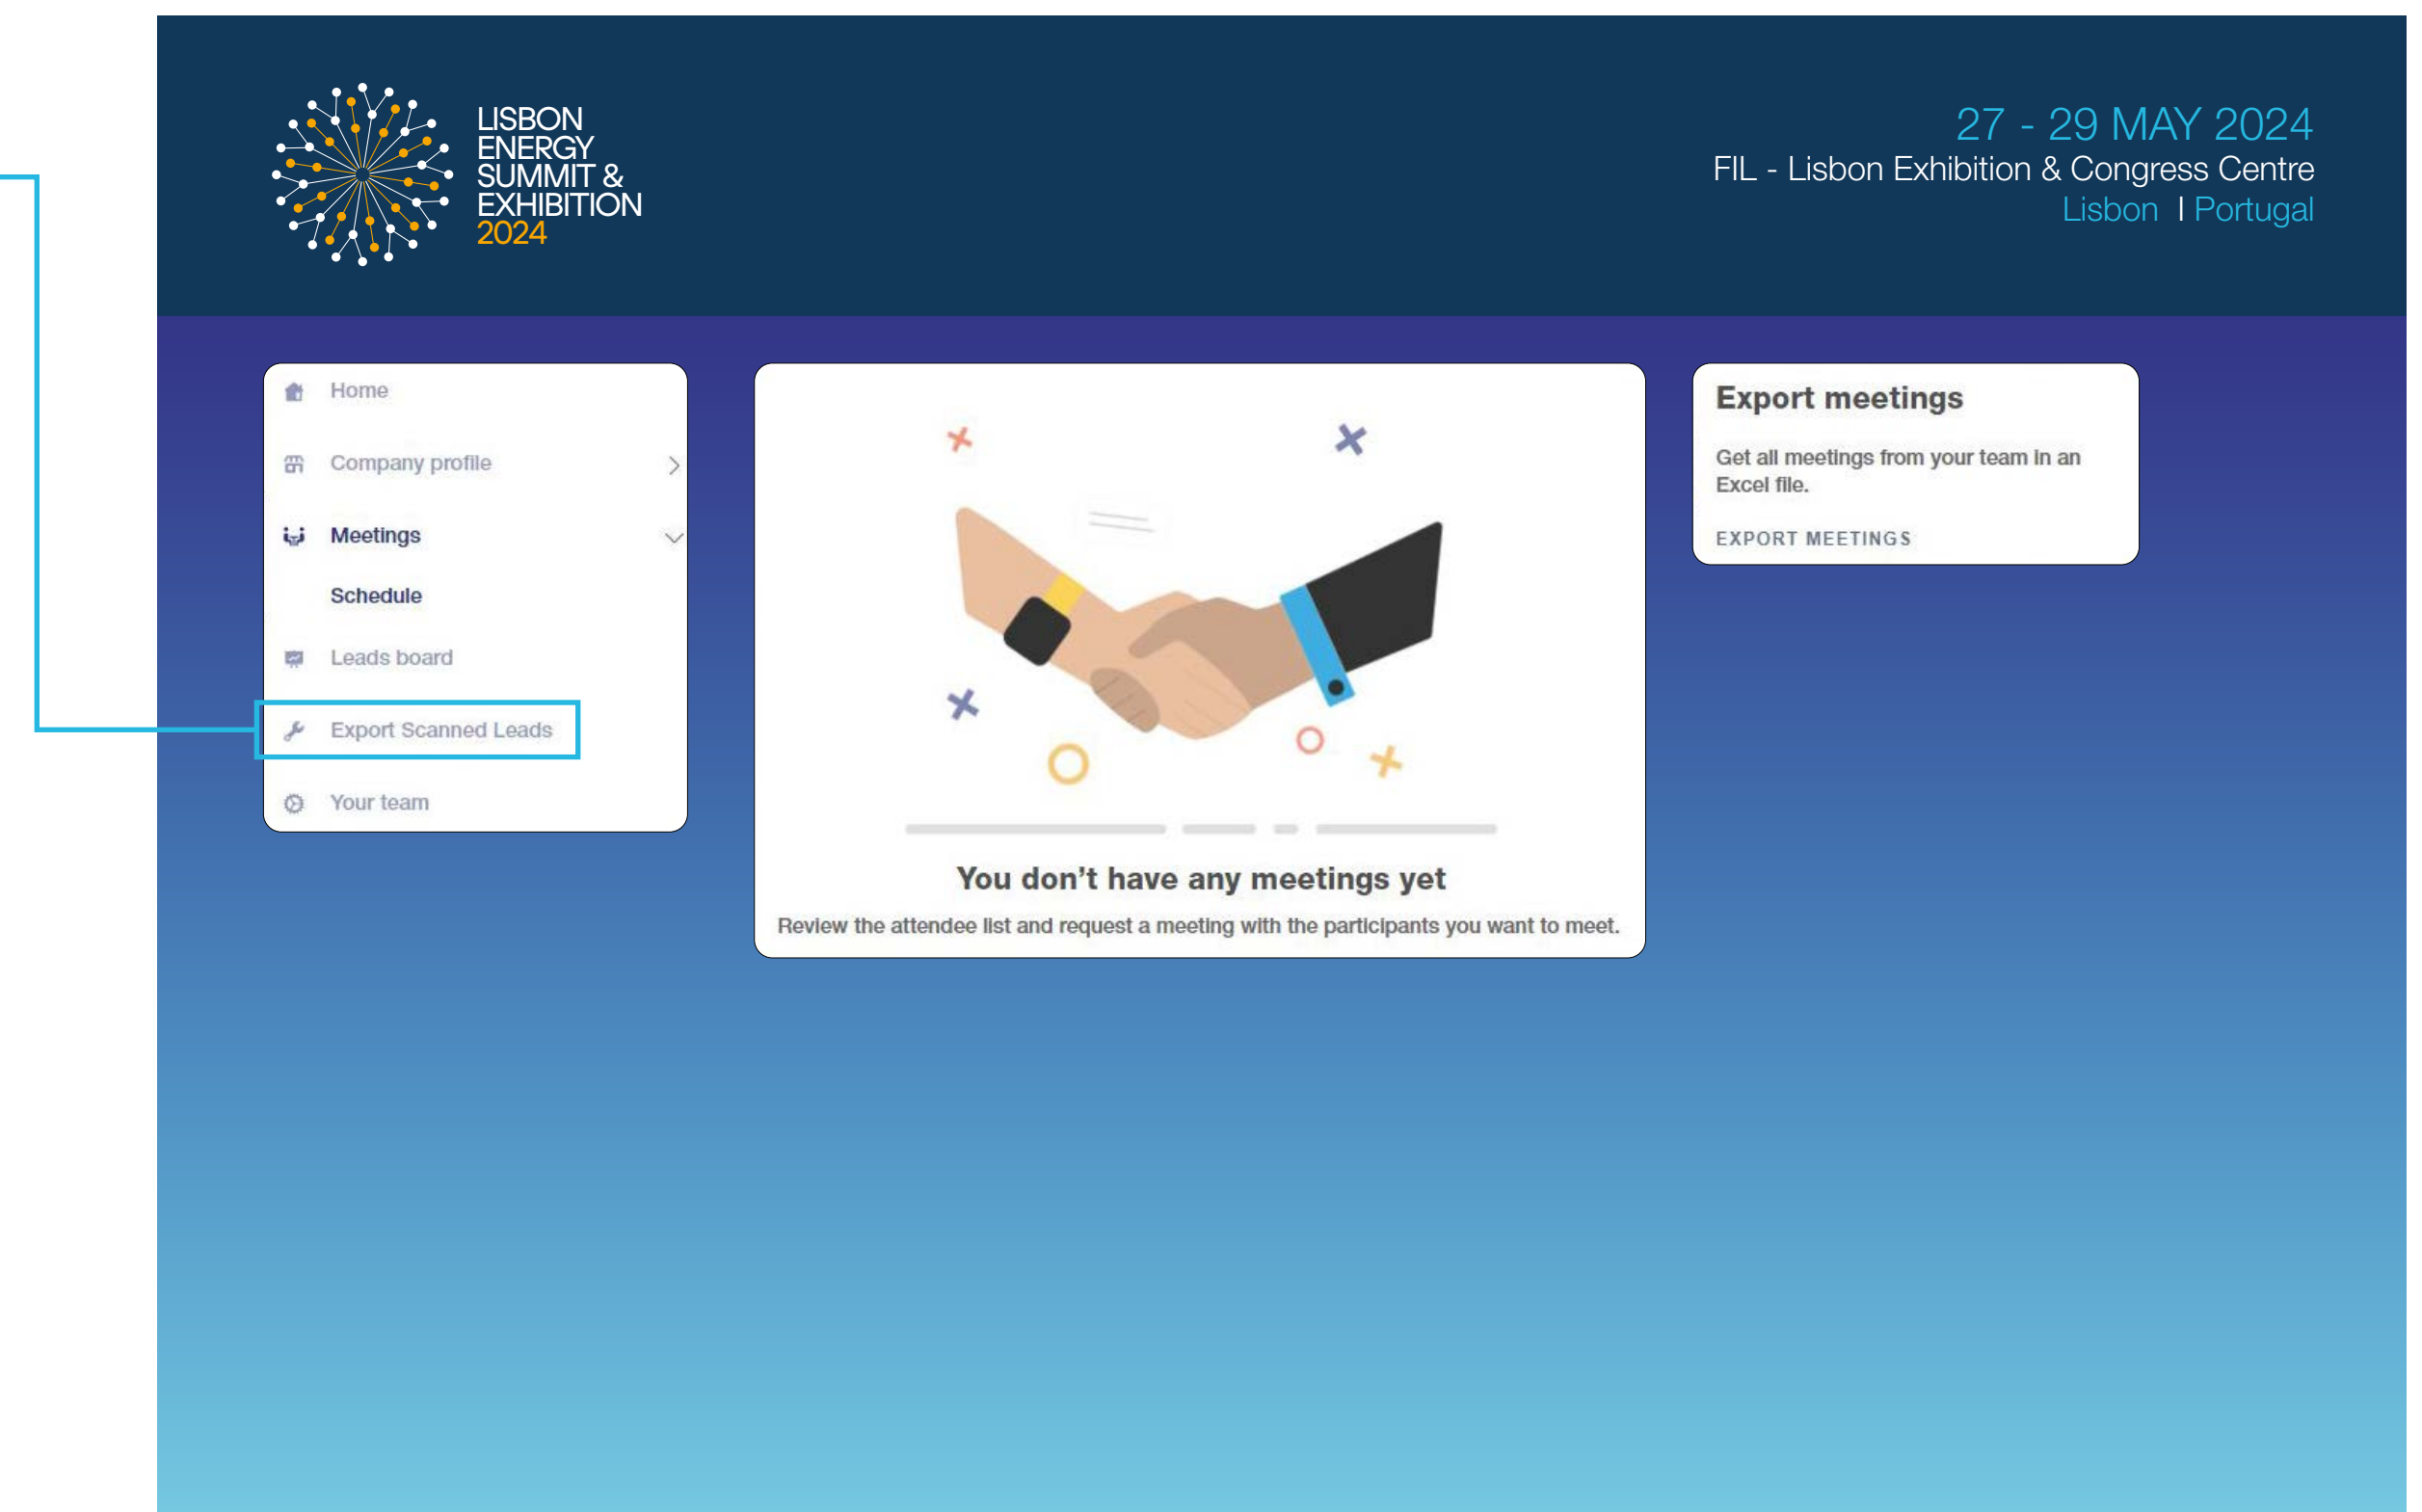 LISBON
ENERGY
SUMMIT &
EXHIBITION
2024
27 - 29 MAY 2024
FIL - Lisbon Exhibition & Congress Centre
Lisbon | Portugal
Home
Company profile
Meetings
Schedule
Leads board
Export Scanned Leads
Your team
You don't have any meetings yet
Review the attendee list and request a meeting with the participants you want to meet.
Export meetings
Get all meetings from your team in an
Excel file.
EXPORT MEETINGS